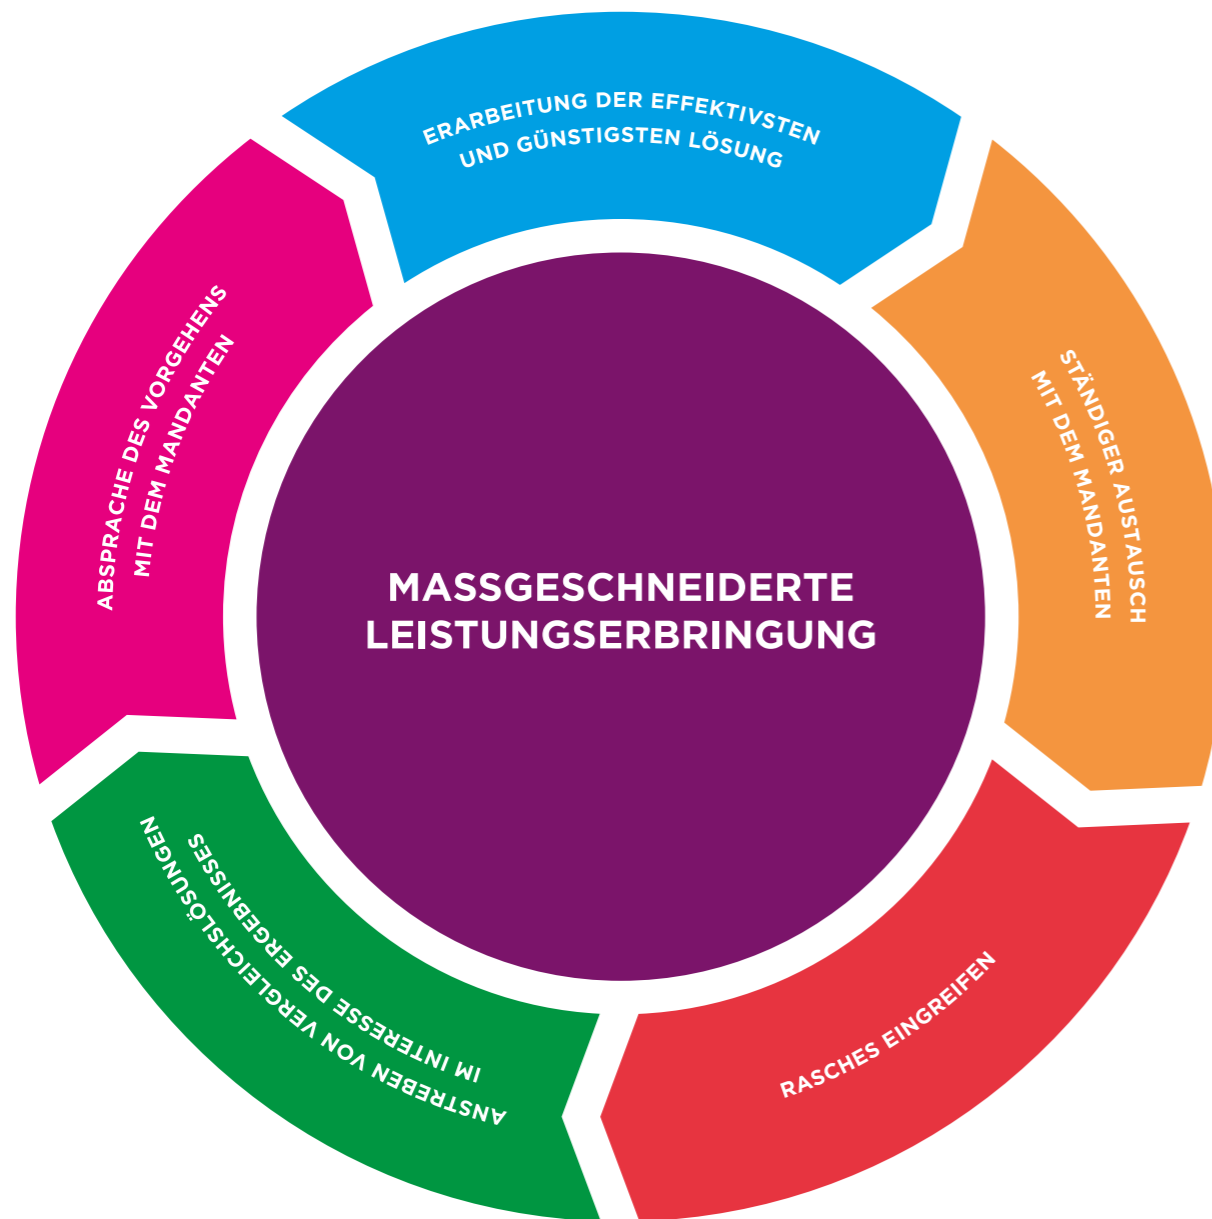 ERARBEITUNG DER EFFEKTIVSTEN
UND GÜNSTIGSTEN LÖSUNG
STÄNDIGER AUSTAUSCH
MIT DEM MANDANTEN
RASCHES EINGREIFEN
ANSTREBEN VON VERGLEICHSLÖSUNGEN
IM INTERESSE DES ERGEBNISSES
ABSPRACHE DES VORGEHENS
MIT DEM MANDANTEN
MASSGESCHNEIDERTE
LEISTUNGSERBRINGUNG